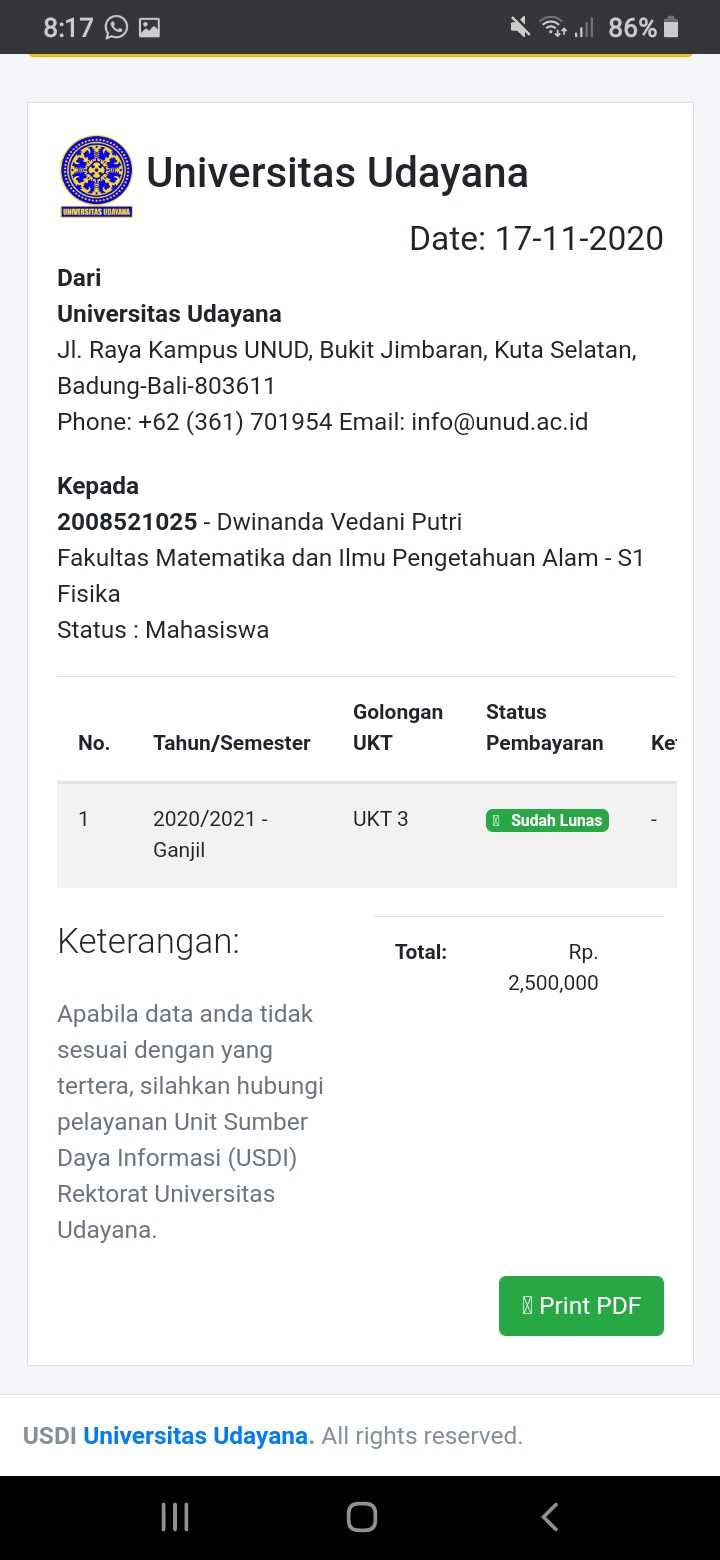 8:17 86%
UNIVERSITAS UDAYANA
Universitas Udayana
Date: 17-11-2020
Dari
Universitas Udayana
Jl. Raya Kampus UNUD, Bukit Jimbaran, Kuta Selatan,
Badung-Bali-803611
Phone: +62 (361) 701954 Email: info@unud.ac.id
Kepada
2008521025 - Dwinanda Vedani Putri
Fakultas Matematika dan Ilmu Pengetahuan Alam - S1
Fisika
Status : Mahasiswa
No. Tahun/Semester Golongan UKT Status Pembayaran
1 2020/2021 - Ganjil UKT 3 Sudah Lunas -
Keterangan:
Total: Rp. 2,500,000
Apabila data anda tidak
sesuai dengan yang
tertera, silahkan hubungi
pelayanan Unit Sumber
Daya Informasi (USDI)
Rektorat Universitas
Udayana.
Print PDF
USDI Universitas Udayana. All rights reserved.